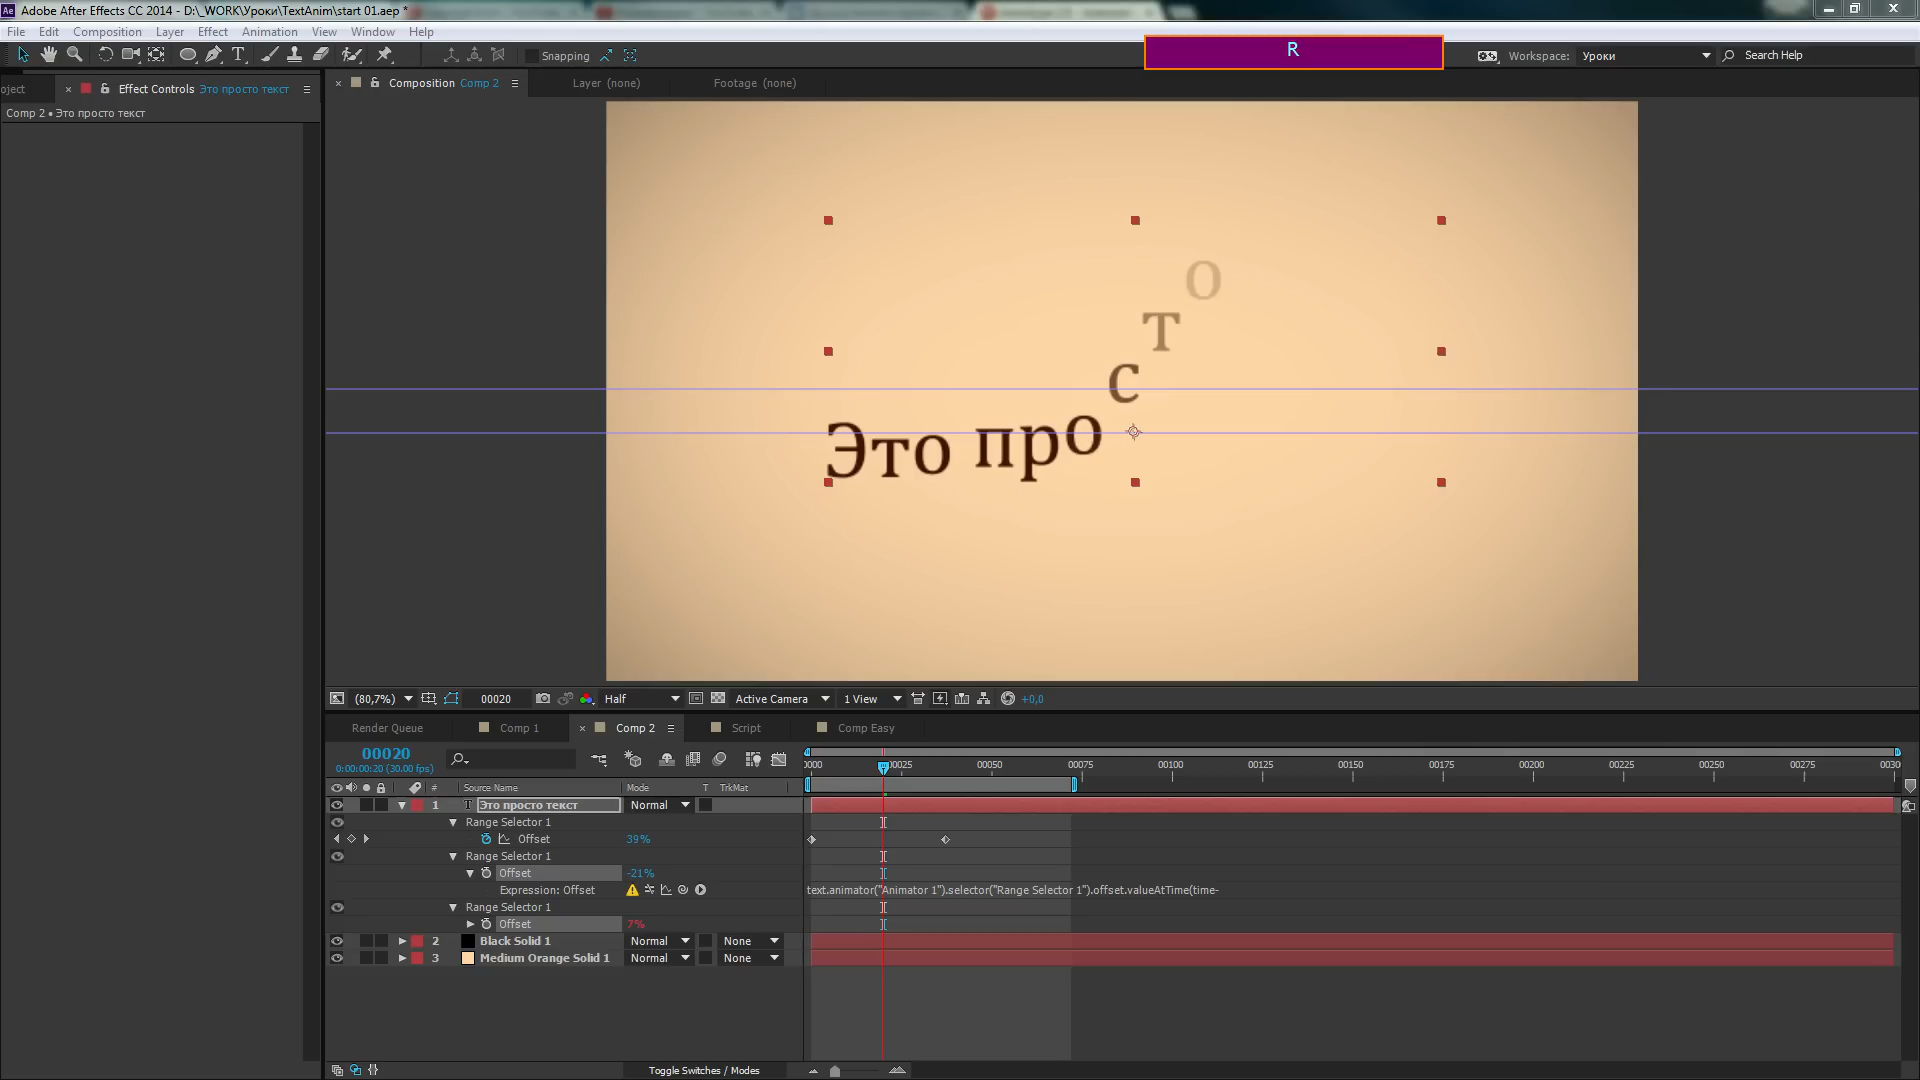 Adobe After Effects CC 2014 - D:\_WORK\Уроки\TextAnim\start 01.aep *
File Edit Composition Layer Effect Animation View Window Help
Snapping
R
Workspace: Уроки
Search Help
oject
Effect Controls Это просто текст
Composition Comp 2
Layer (none)
Footage (none)
Comp 2 • Это просто текст
Это просто
(80,7%)
00020
Half
Active Camera
1 View
+0,0
Render Queue
Comp 1
Comp 2
Script
Comp Easy
00020
0:00:00:20 (30.00 fps)
0000 00025 00050 00075 00100 00125 00150 00175 00200 00225 00250 00275 0030
# Source Name Mode T TrkMat
1 T Это просто текст Normal
Range Selector 1
Offset 39%
Range Selector 1
Offset -21%
Expression: Offset
text.animator("Animator 1").selector("Range Selector 1").offset.valueAtTime(time-
Range Selector 1
Offset 7%
2 Black Solid 1 Normal None
3 Medium Orange Solid 1 Normal None
Toggle Switches / Modes